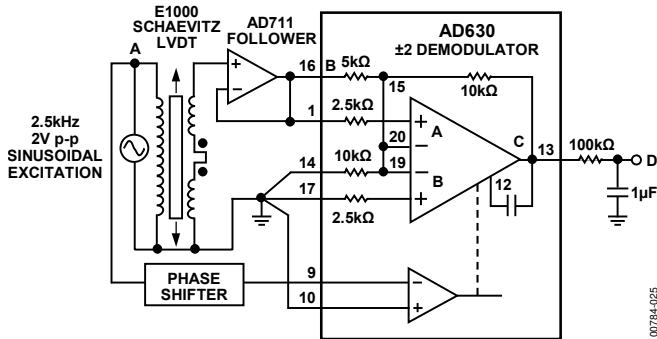 E1000
SCHAEVITZ
LVDT
AD711
FOLLOWER
AD630
±2 DEMODULATOR
A
16 B
5kΩ
15
10kΩ
1
2.5kΩ
A
20
19
C
13
100kΩ
D
14
10kΩ
17
B
12
1µF
2.5kΩ
2.5kHz
2V p-p
SINUSOIDAL
EXCITATION
PHASE
SHIFTER
9
10
+
–
+
–
–
+
–
+
00784-025